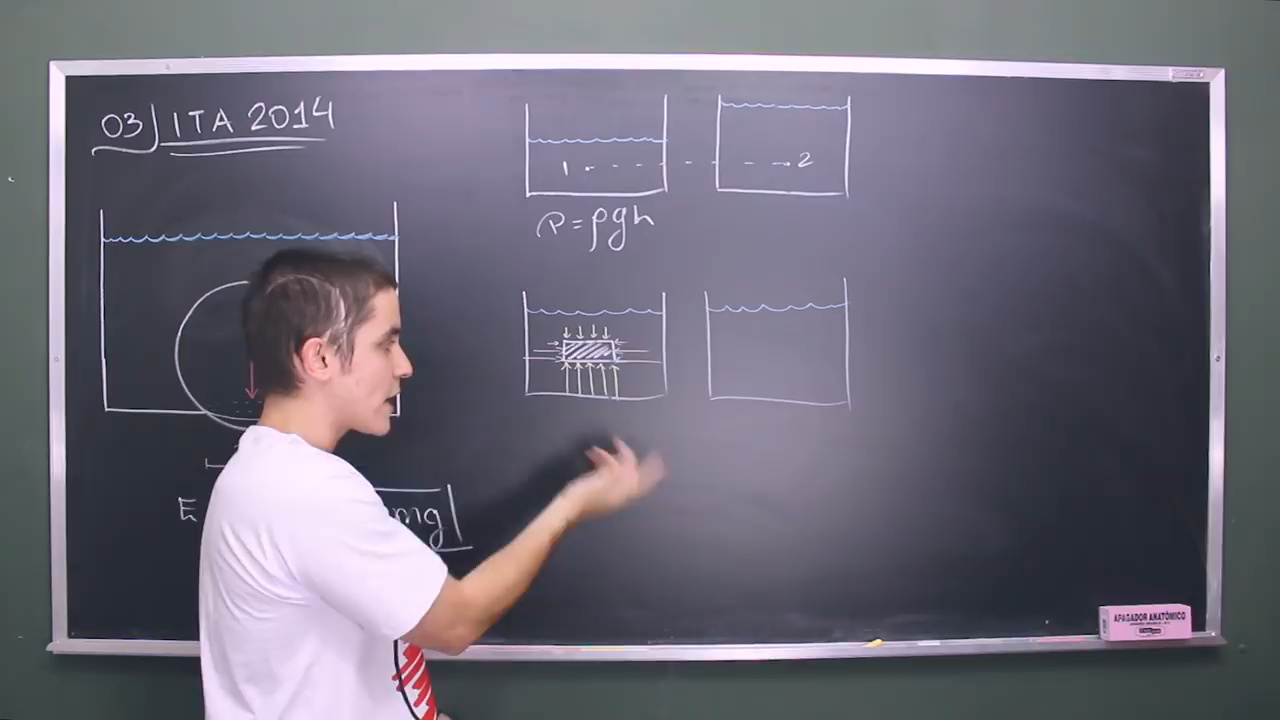 03) ITA 2014
1 2
P = ρgh
E
mg
APAGADOR ANATÔMICO